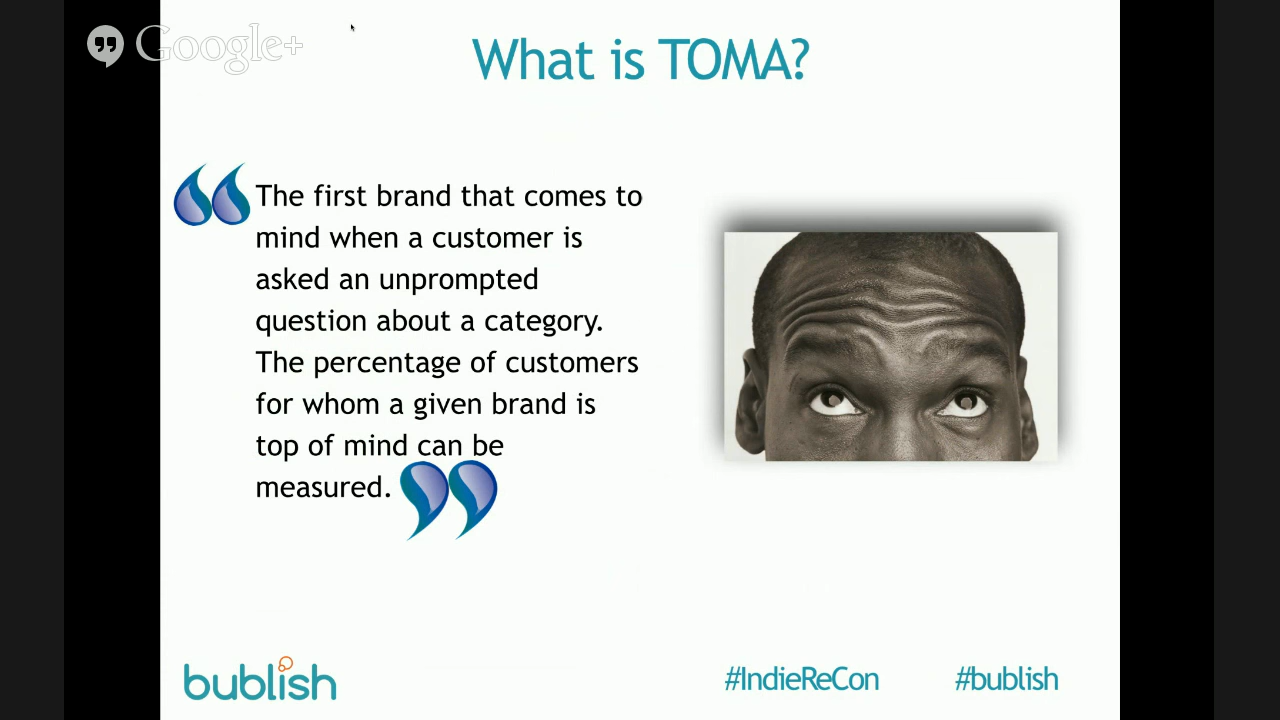 Google+
What is TOMA?
The first brand that comes to
mind when a customer is
asked an unprompted
question about a category.
The percentage of customers
for whom a given brand is
top of mind can be
measured.
bublish
#IndieReCon #bublish